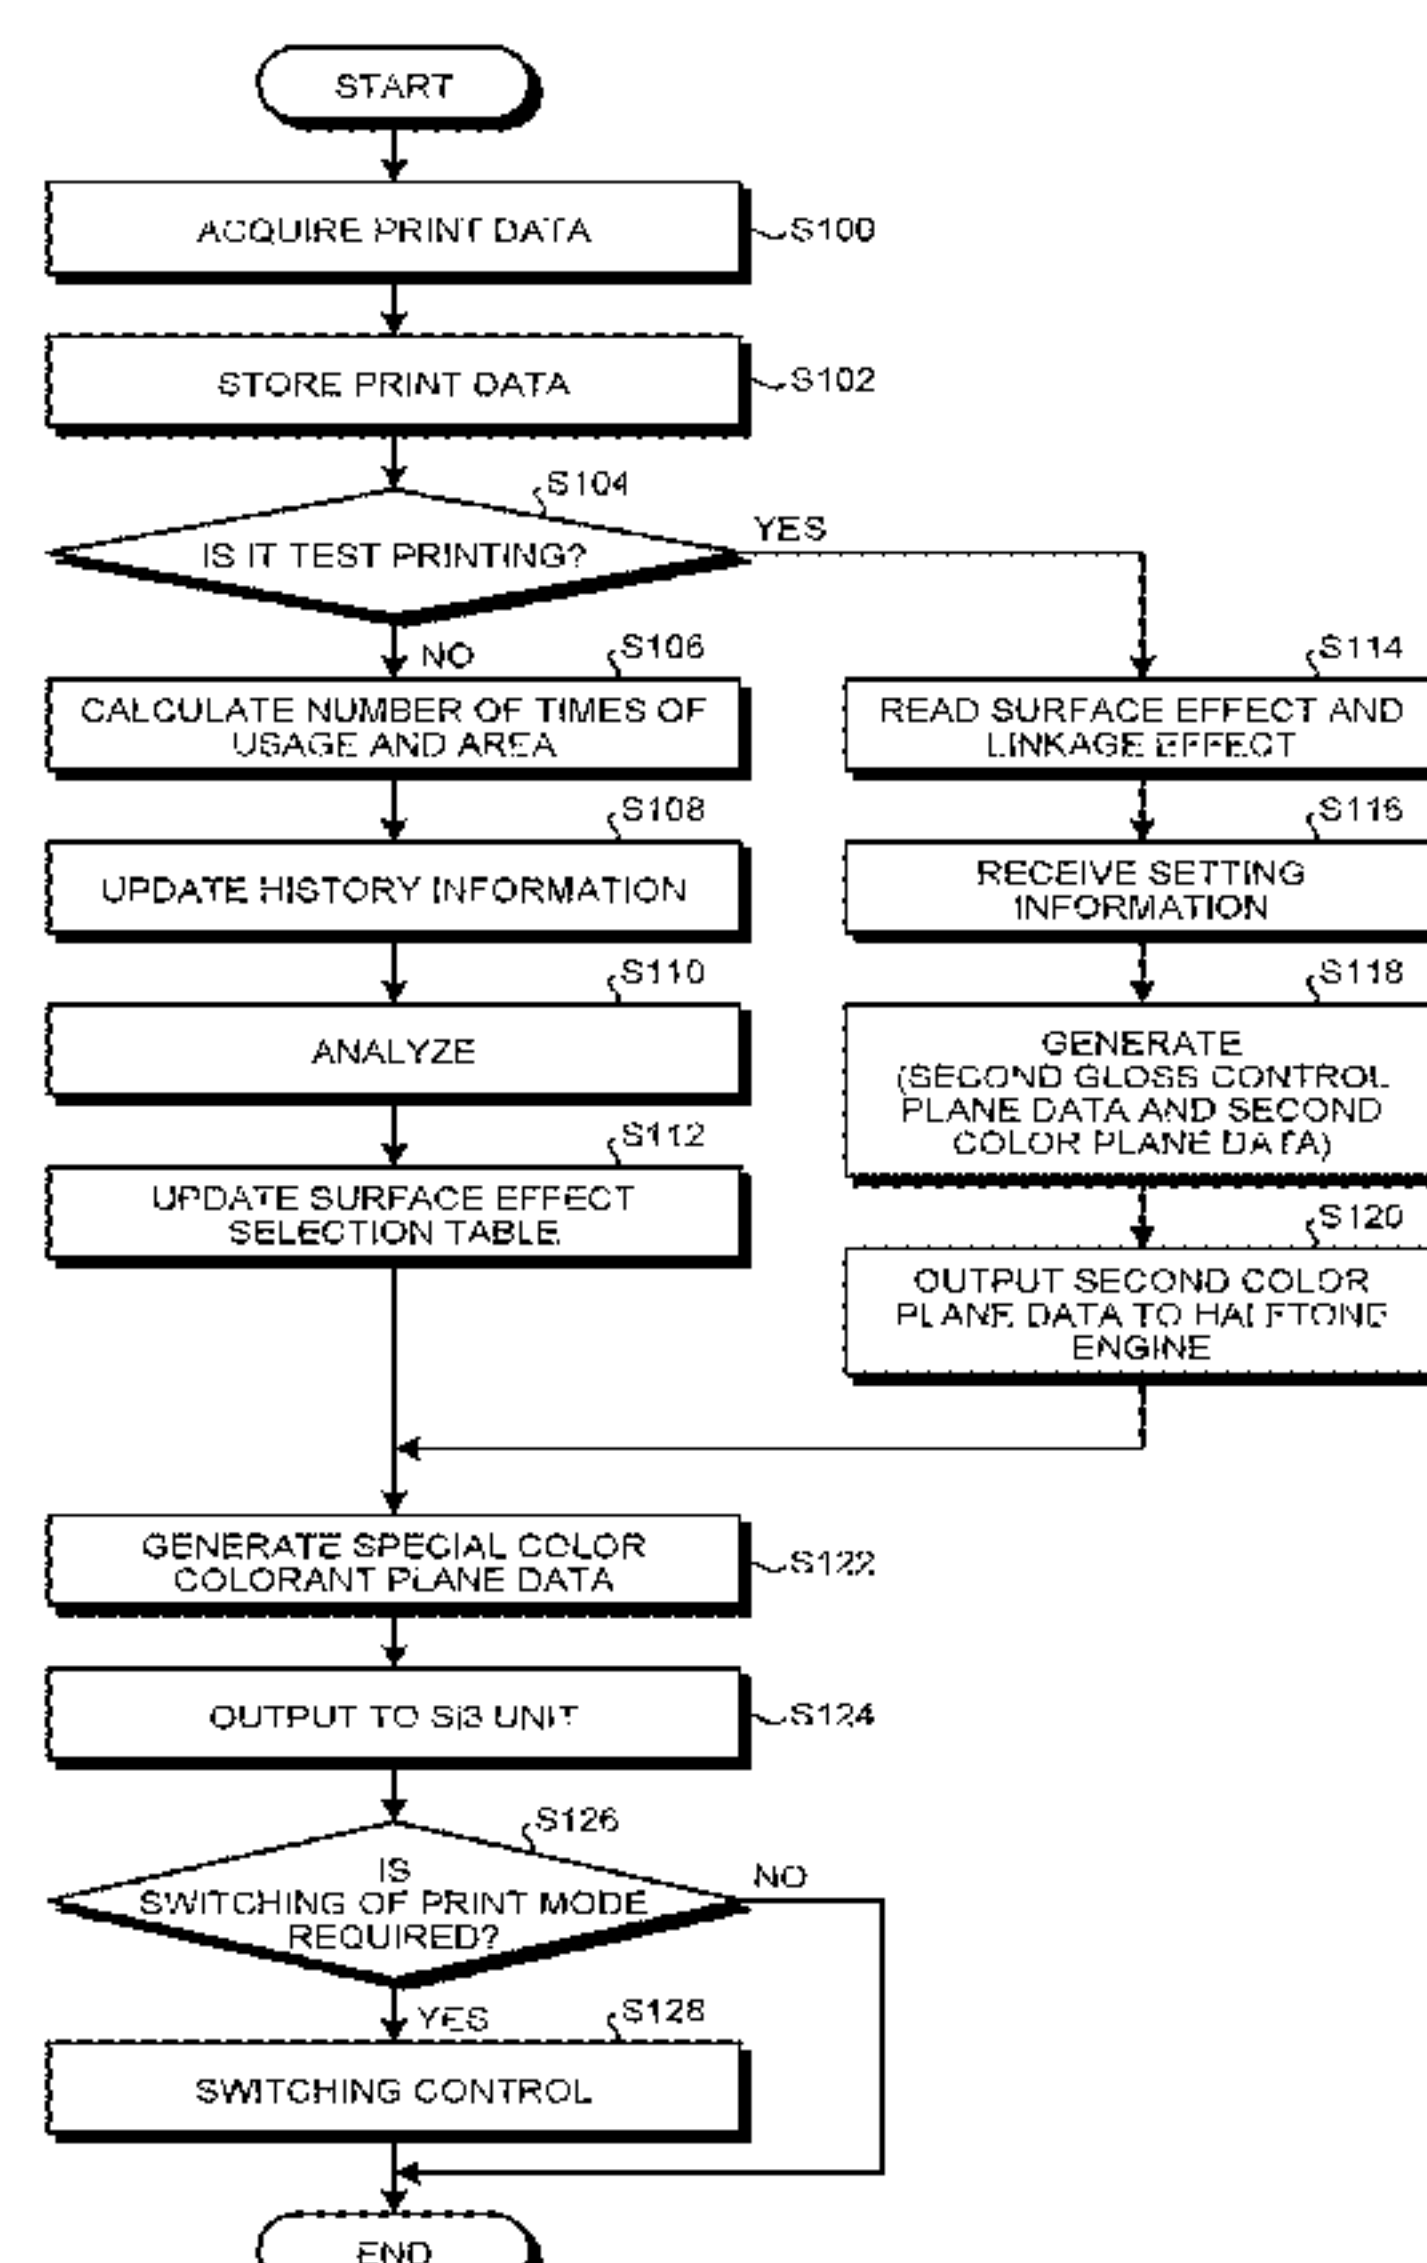 START
ACQUIRE PRINT DATA
S100
STORE PRINT DATA
S102
S104
IS IT TEST PRINTING?
YES
NO
S106
CALCULATE NUMBER OF TIMES OF
USAGE AND AREA
S108
UPDATE HISTORY INFORMATION
S110
ANALYZE
S112
UPDATE SURFACE EFFECT
SELECTION TABLE
S114
READ SURFACE EFFECT AND
LINKAGE EFFECT
S116
RECEIVE SETTING
INFORMATION
S118
GENERATE
(SECOND GLOSS CONTROL
PLANE DATA AND SECOND
COLOR PLANE DATA)
S120
OUTPUT SECOND COLOR
PLANE DATA TO HALFTONE
ENGINE
GENERATE SPECIAL COLOR
COLORANT PLANE DATA
S122
OUTPUT TO Si3 UNIT
S124
S126
IS
SWITCHING OF PRINT MODE
REQUIRED?
NO
YES
S128
SWITCHING CONTROL
END